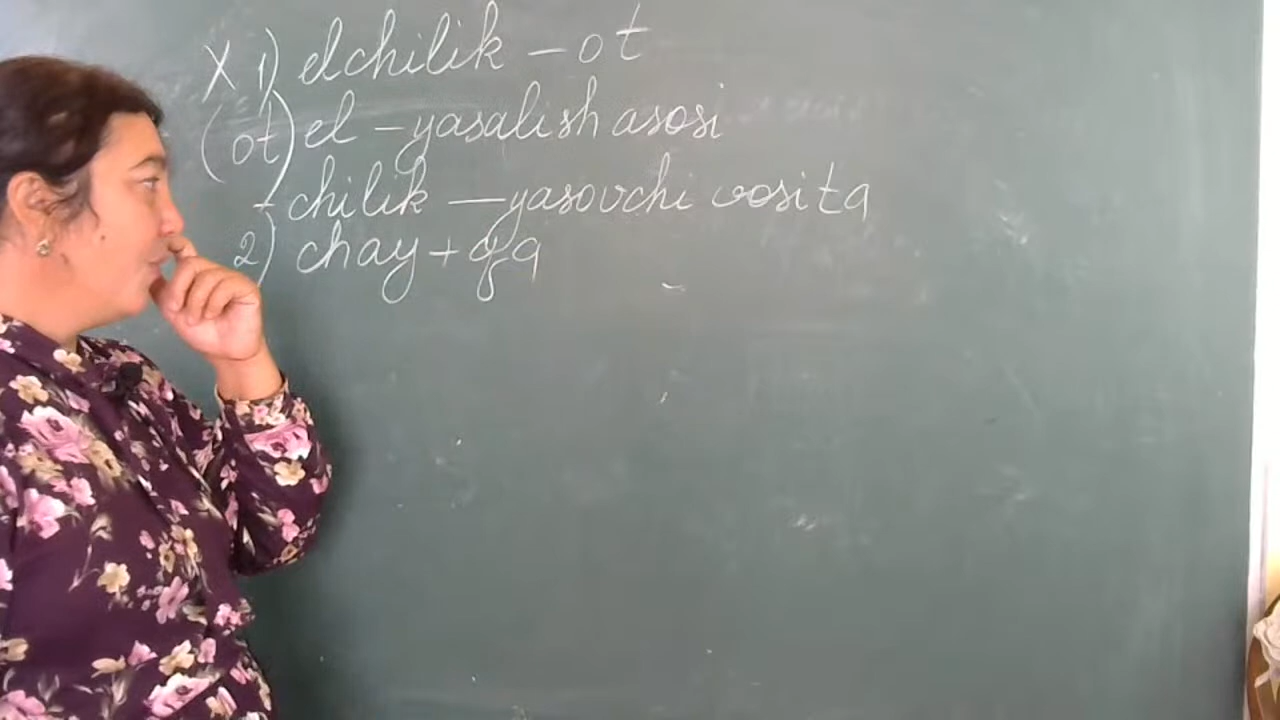 X 1) elchilik – ot
(ot) el – yasalish asosi
- chilik — yasovchi vosita
2) chay + qa